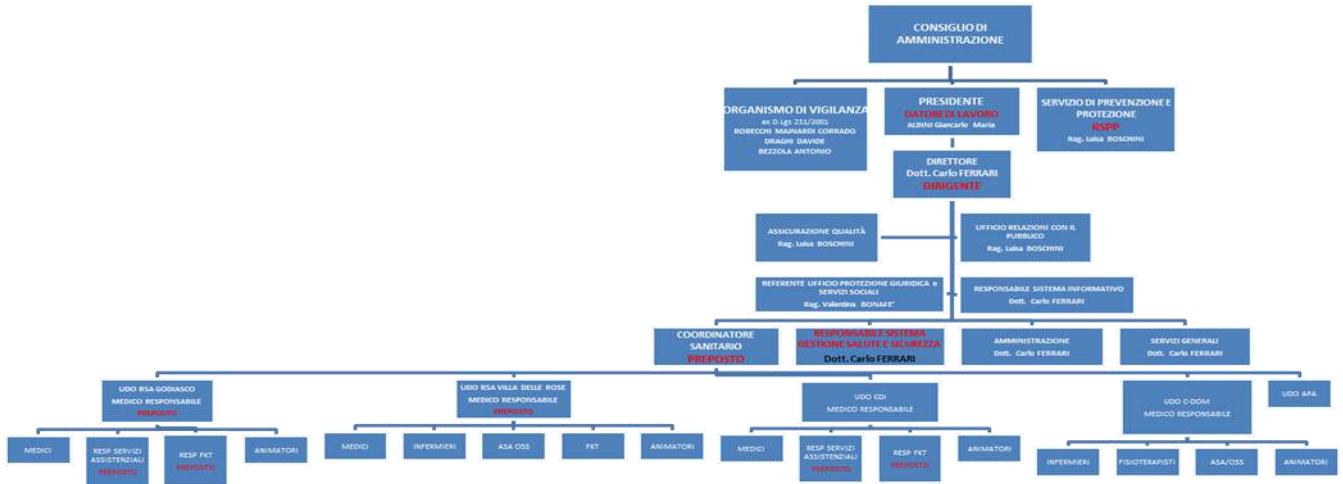 CONSIGLIO DI
AMMINISTRAZIONE
ORGANISMO DI VIGILANZA
ex D.Lgs 231/2001
ROBECCHI MAINARDI CORRADO
DRAGHI DAVIDE
BEZZOLA ANTONIO
PRESIDENTE
DATORE DI LAVORO
ALBINI Giancarlo Maria
SERVIZIO DI PREVENZIONE E
PROTEZIONE
RSPP
Rag. Luisa BOSCHINI
DIRETTORE
Dott. Carlo FERRARI
DIRIGENTE
ASSICURAZIONE QUALITÀ
Rag. Luisa BOSCHINI
UFFICIO RELAZIONI CON IL
PUBBLICO
Rag. Luisa BOSCHINI
REFERENTE UFFICIO PROTEZIONE GIURIDICA e
SERVIZI SOCIALI
Rag. Valentina BONAFE'
RESPONSABILE SISTEMA INFORMATIVO
Dott. Carlo FERRARI
COORDINATORE
SANITARIO
PREPOSTO
RESPONSABILE SISTEMA
GESTIONE SALUTE E SICUREZZA
Dott. Carlo FERRARI
AMMINISTRAZIONE
Dott. Carlo FERRARI
SERVIZI GENERALI
Dott. Carlo FERRARI
UDO RSA GODIASCO
MEDICO RESPONSABILE
PREPOSTO
UDO RSA VILLA DELLE ROSE
MEDICO RESPONSABILE
PREPOSTO
UDO CDI
MEDICO RESPONSABILE
UDO C-DOM
MEDICO RESPONSABILE
UDO APA
MEDICI
RESP SERVIZI
ASSISTENZIALI
PREPOSTO
RESP FKT
PREPOSTO
ANIMATORI
MEDICI
INFERMIERI
ASA OSS
FKT
ANIMATORI
MEDICI
RESP SERVIZI
ASSISTENZIALI
PREPOSTO
RESP FKT
PREPOSTO
ANIMATORI
INFERMIERI
FISIOTERAPISTI
ASA/OSS
ANIMATORI